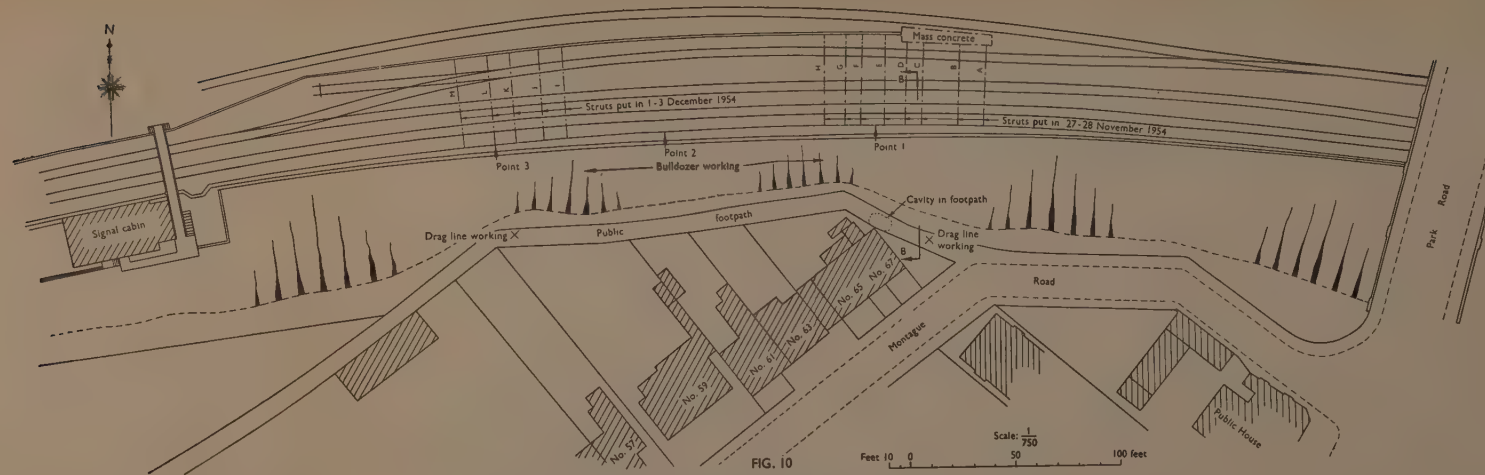 N
Mass concrete
M
L
K
J
I
H
G
F
E
D
C
B
A
B
Struts put in 1-3 December 1954
Struts put in 27-28 November 1954
Point 3
Point 2
Point 1
Bulldozer working
Signal cabin
Drag line working
Public footpath
Cavity in footpath
Drag line
working
B
Park Road
Montague Road
No. 67
No. 65
No. 63
No. 61
No. 59
No. 57
Public House
Scale: 1/750
Feet 10 0 50 100 feet
FIG. 10